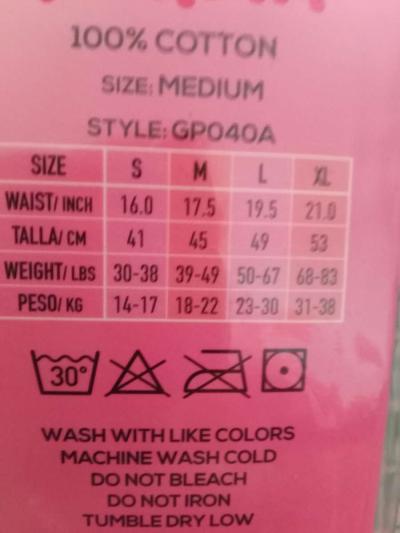 100% COTTON
SIZE: MEDIUM
STYLE: GP040A
SIZE S M L XL
WAIST/ INCH 16.0 17.5 19.5 21.0
TALLA/ CM 41 45 49 53
WEIGHT/ LBS 30-38 39-49 50-67 68-83
PESO/ KG 14-17 18-22 23-30 31-38
30°
WASH WITH LIKE COLORS
MACHINE WASH COLD
DO NOT BLEACH
DO NOT IRON
TUMBLE DRY LOW